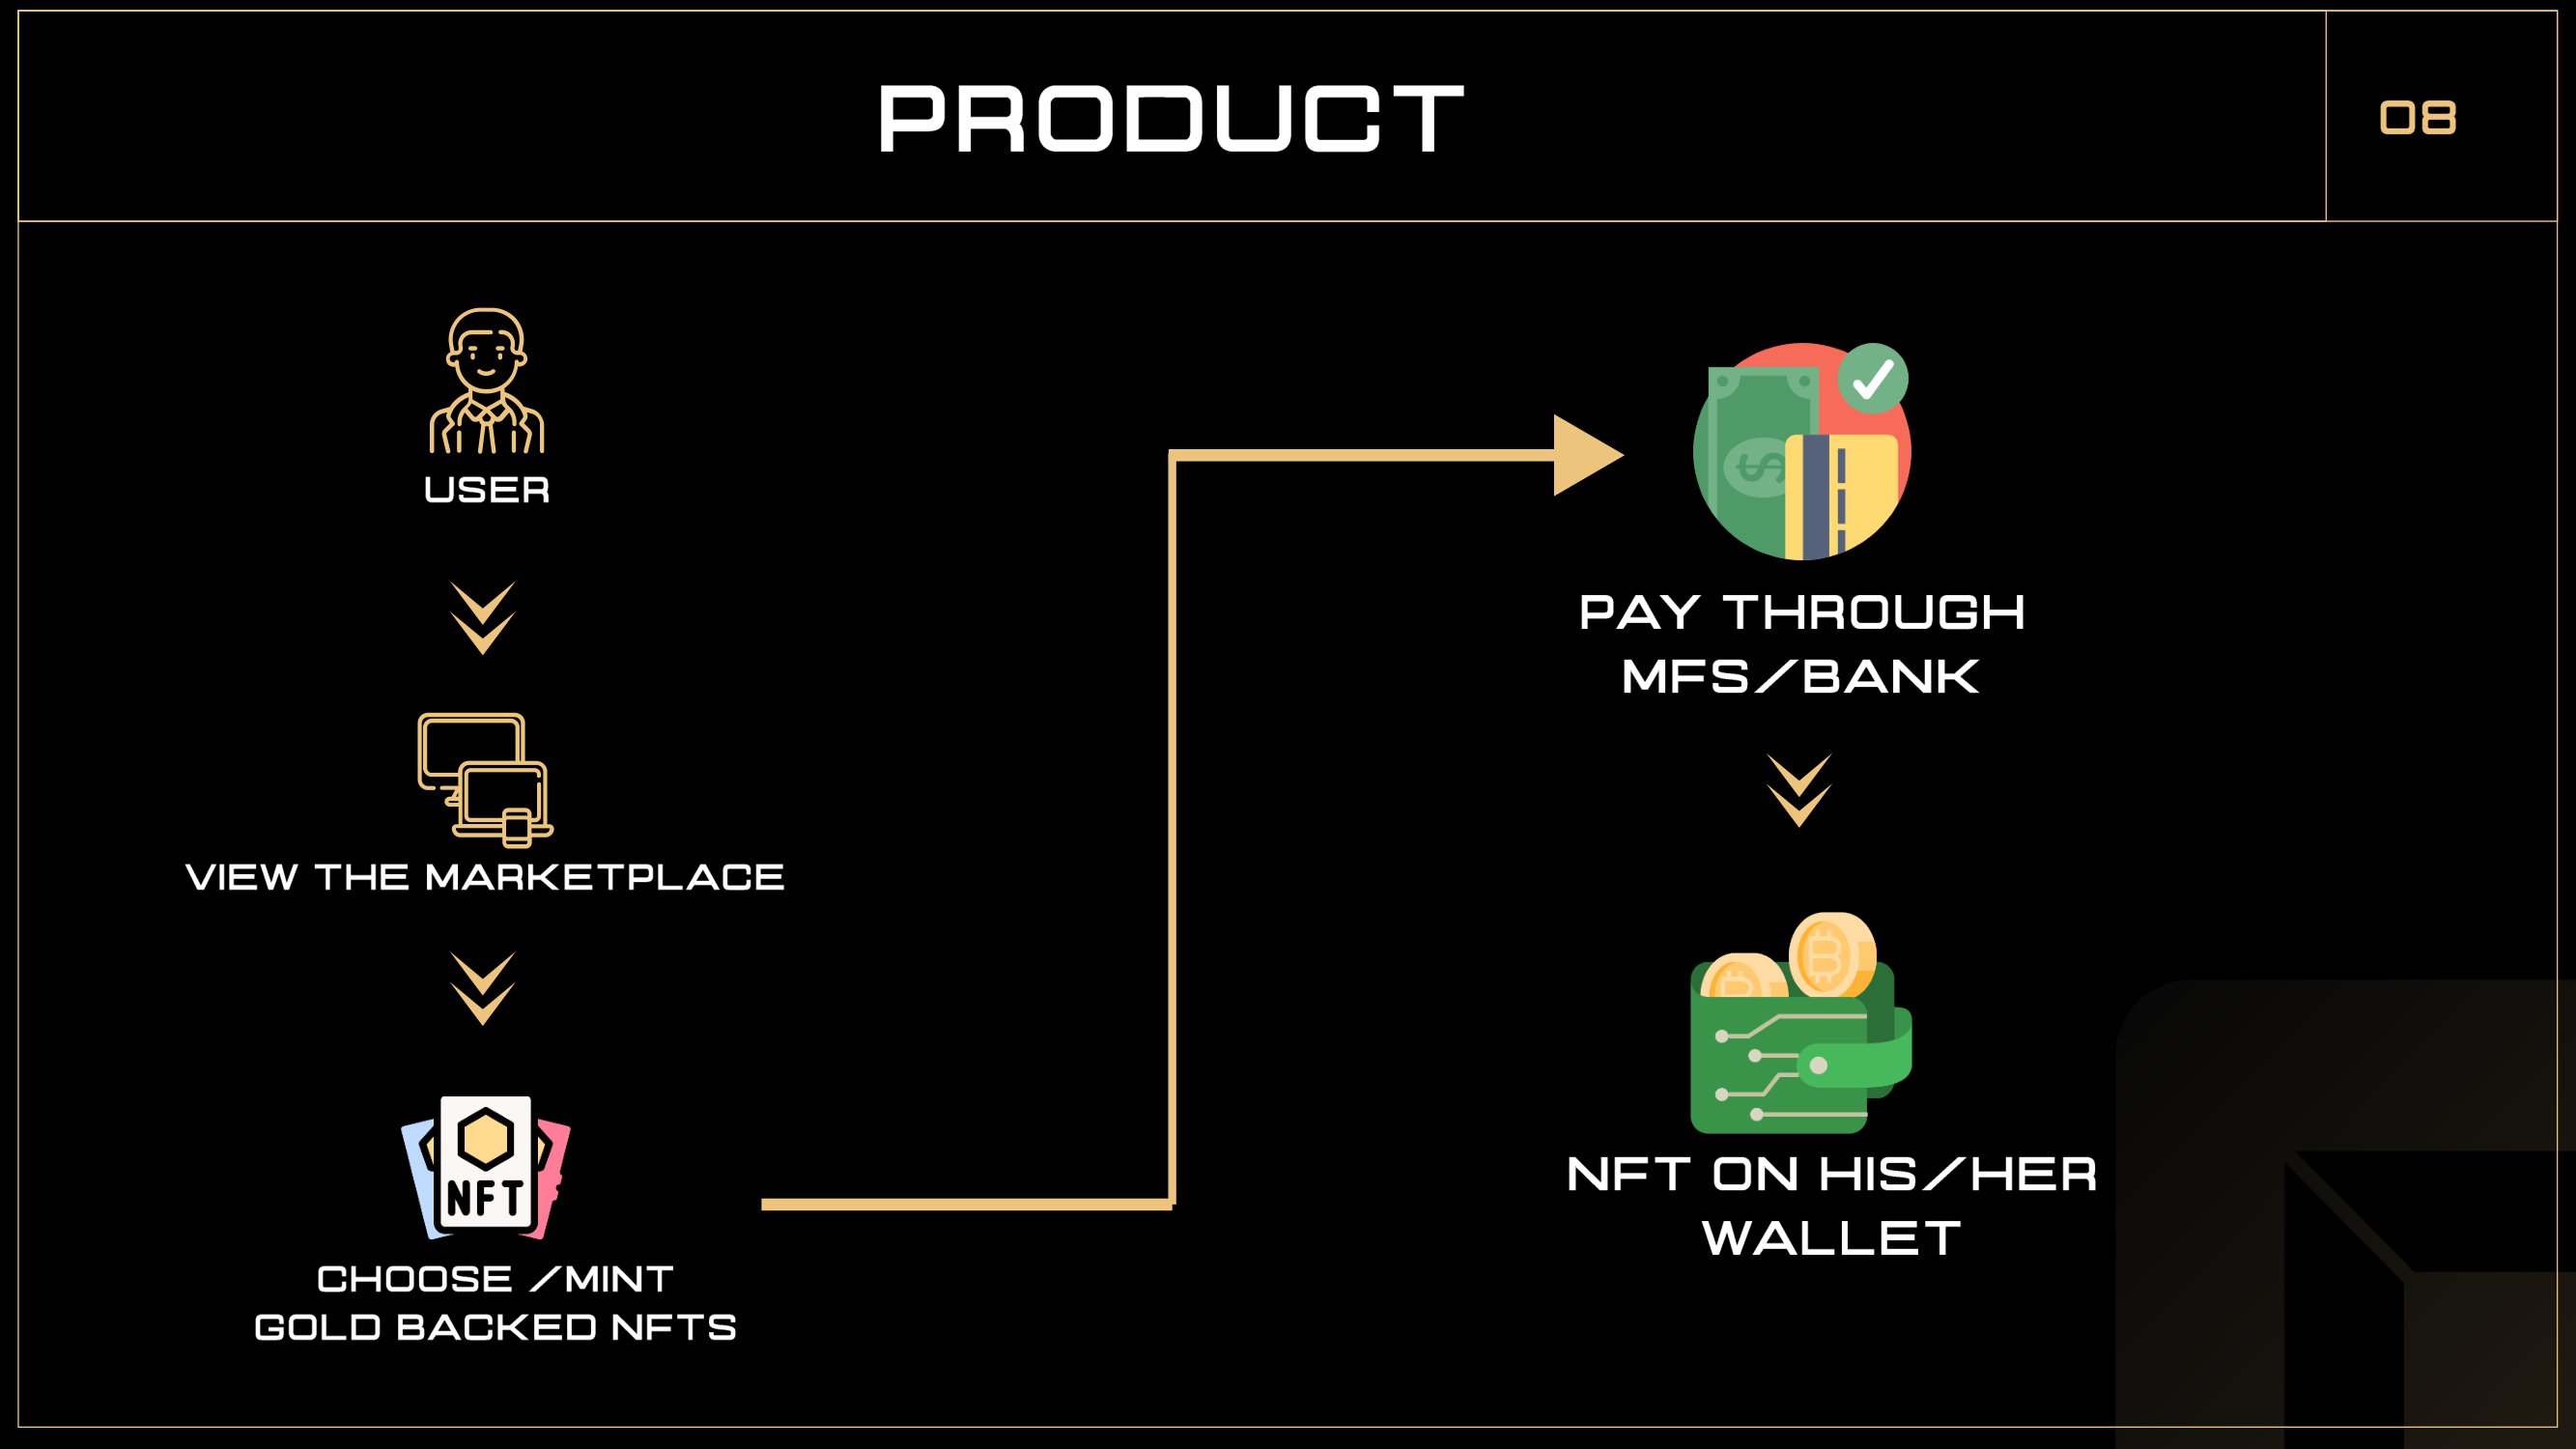 PRODUCT
08
USER
VIEW THE MARKETPLACE
NFT
CHOOSE /MINT
GOLD BACKED NFTS
PAY THROUGH
MFS/BANK
NFT ON HIS/HER
WALLET